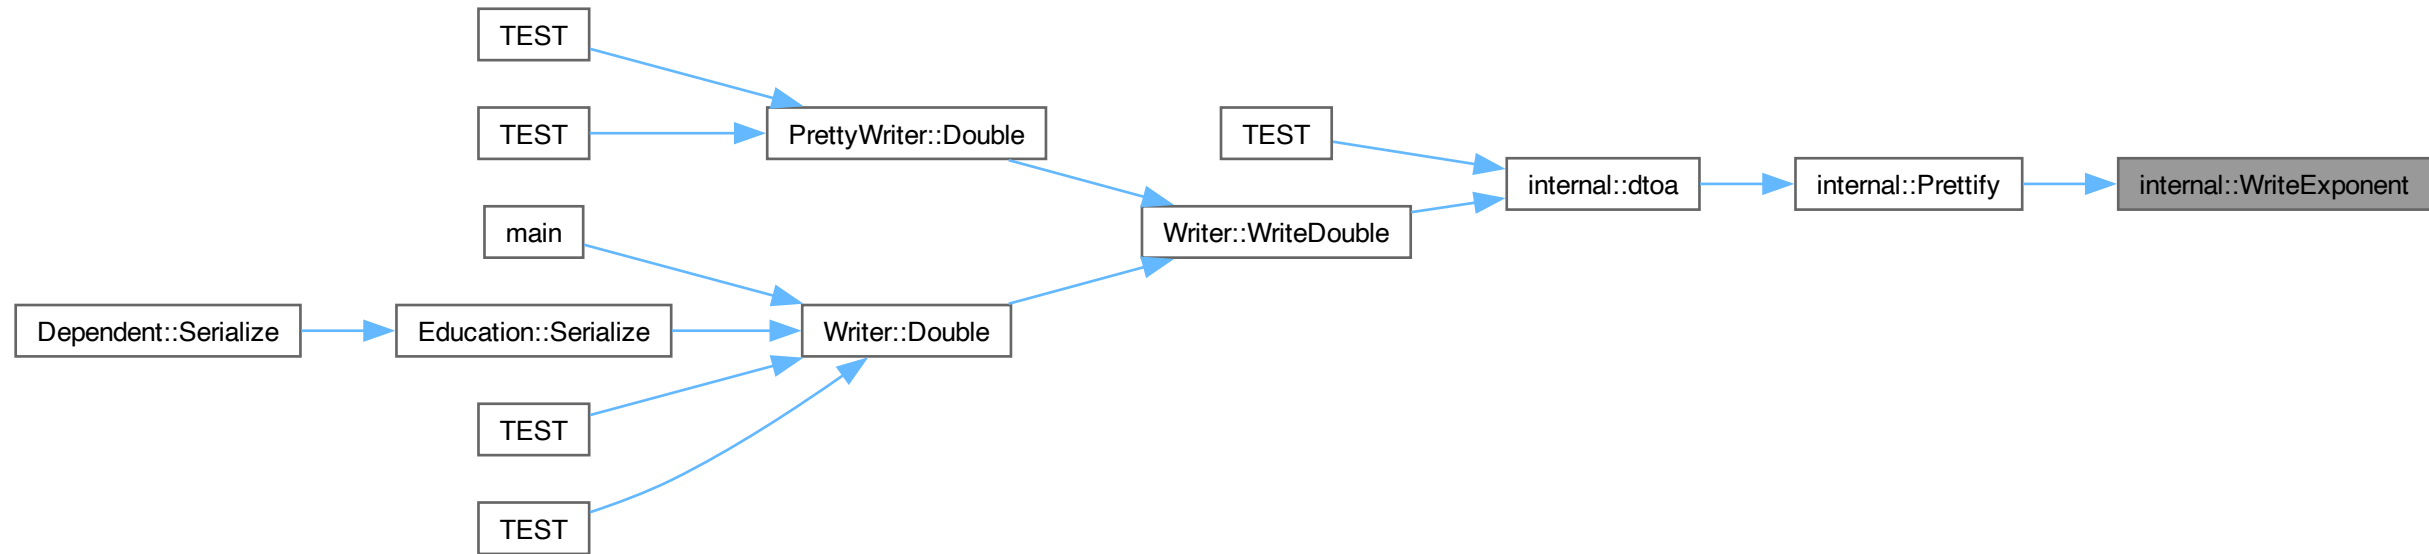 TEST
TEST
PrettyWriter::Double
TEST
internal::dtoa
internal::Prettify
internal::WriteExponent
main
Writer::WriteDouble
Dependent::Serialize
Education::Serialize
Writer::Double
TEST
TEST